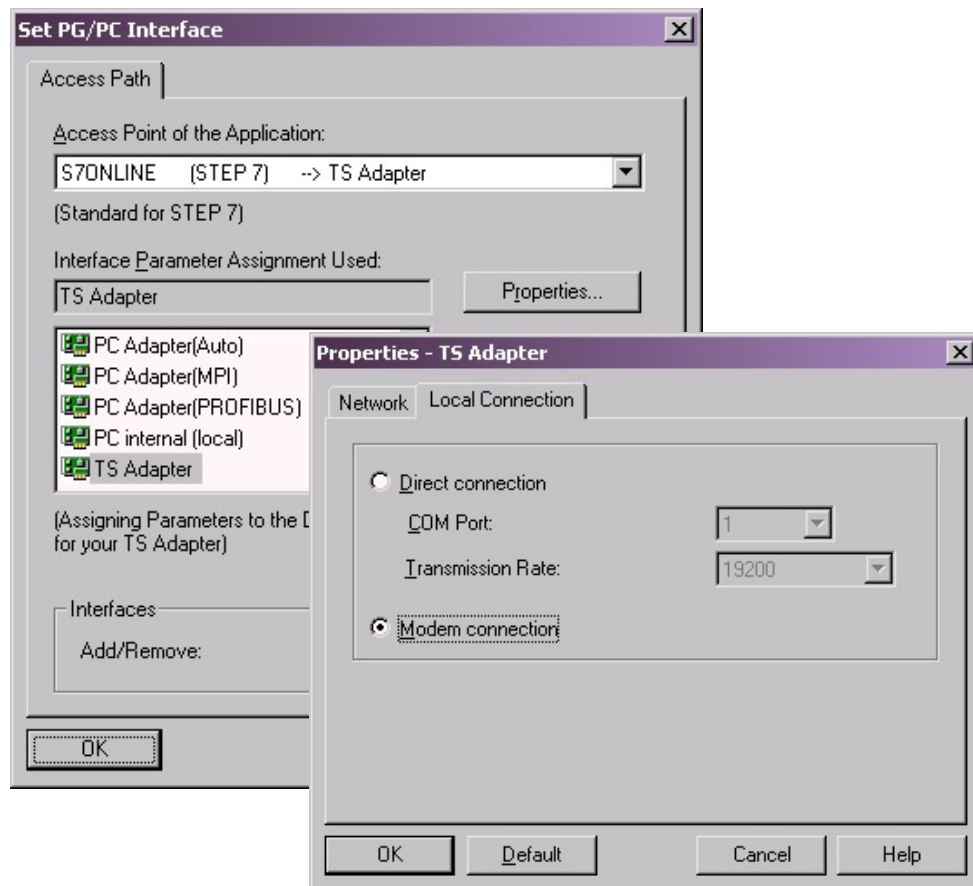 Set PG/PC Interface
Access Path
Access Point of the Application:
S7ONLINE (STEP 7) --> TS Adapter
(Standard for STEP 7)
Interface Parameter Assignment Used:
TS Adapter
Properties...
PC Adapter(Auto)
PC Adapter(MPI)
PC Adapter(PROFIBUS)
PC internal (local)
TS Adapter
(Assigning Parameters to the
for your TS Adapter)
Interfaces
Add/Remove:
OK
Properties - TS Adapter
Network
Local Connection
Direct connection
COM Port:
1
Transmission Rate:
19200
Modem connection
OK
Default
Cancel
Help